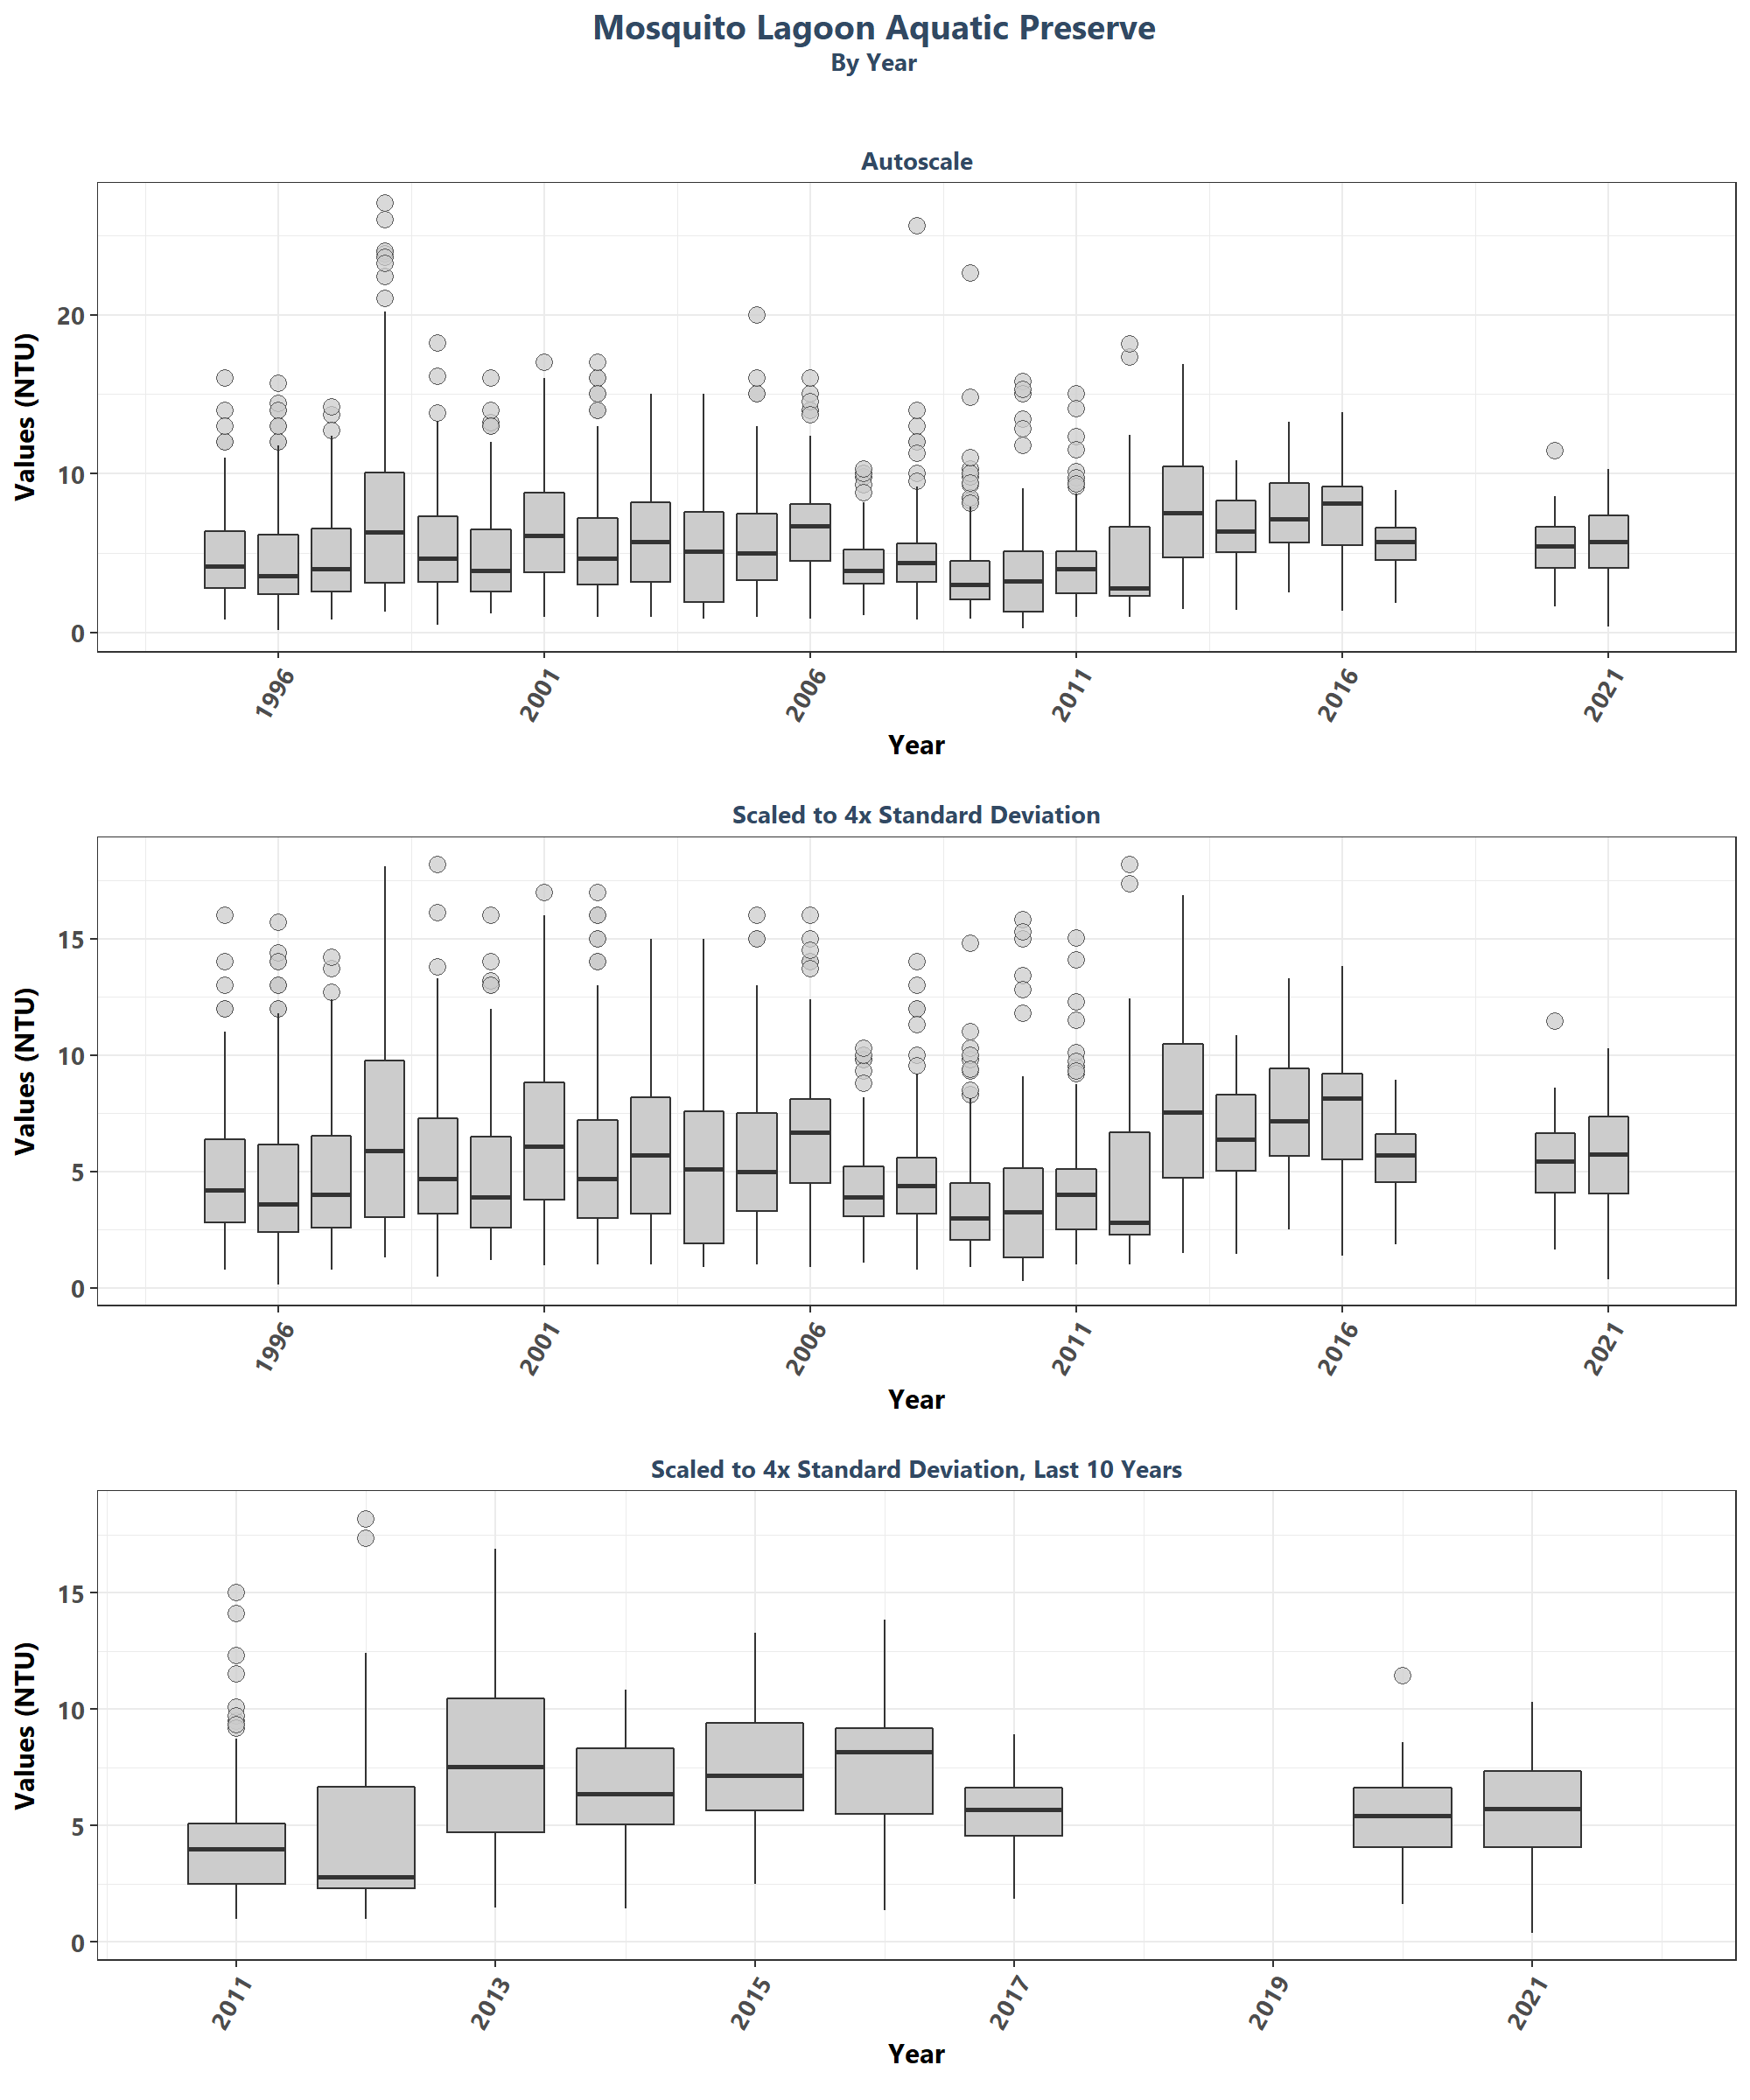 Mosquito Lagoon Aquatic Preserve
By Year
Autoscale
Values (NTU)
20
10
0
1996 2001 2006 2011 2016 2021
Year
Scaled to 4x Standard Deviation
Values (NTU)
15
10
5
0
1996 2001 2006 2011 2016 2021
Year
Scaled to 4x Standard Deviation, Last 10 Years
Values (NTU)
15
10
5
0
2011 2013 2015 2017 2019 2021
Year